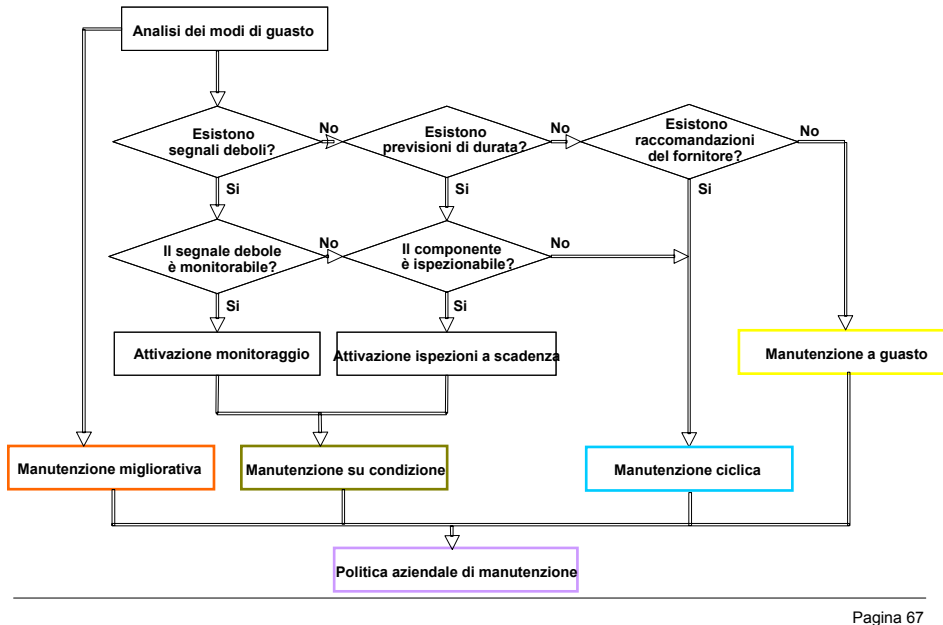 Analisi dei modi di guasto
Esistono
segnali deboli?
No
Esistono
previsioni di durata?
No
Esistono
raccomandazioni
del fornitore?
No
Si
Si
Si
Il segnale debole
è monitorabile?
No
Il componente
è ispezionabile?
No
Si
Si
Attivazione monitoraggio
Attivazione ispezioni a scadenza
Manutenzione a guasto
Manutenzione migliorativa
Manutenzione su condizione
Manutenzione ciclica
Politica aziendale di manutenzione
Pagina 67